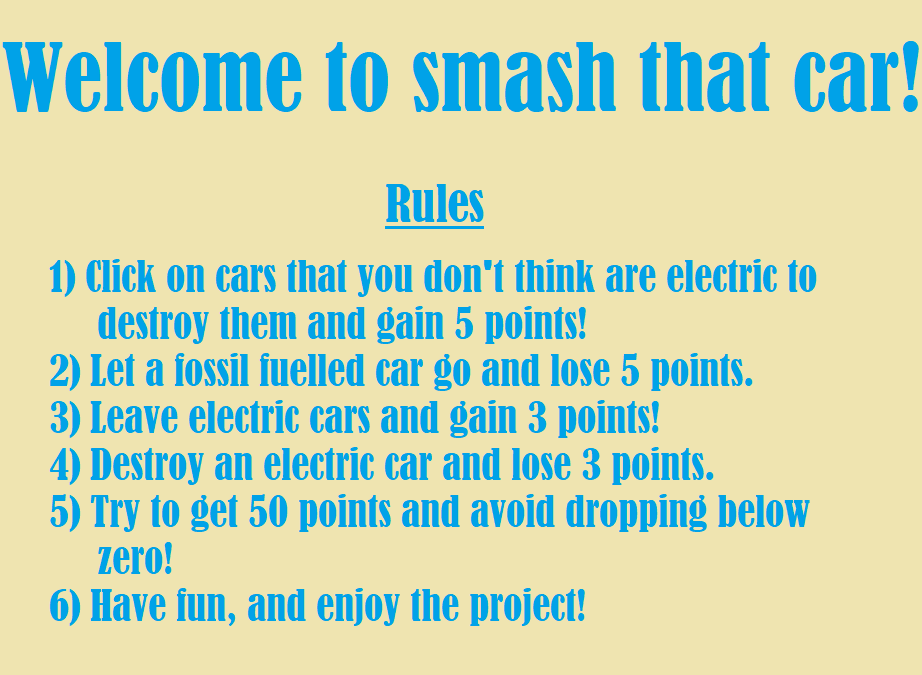 Welcome to smash that car!
Rules
1) Click on cars that you don't think are electric to
destroy them and gain 5 points!
2) Let a fossil fuelled car go and lose 5 points.
3) Leave electric cars and gain 3 points!
4) Destroy an electric car and lose 3 points.
5) Try to get 50 points and avoid dropping below
zero!
6) Have fun, and enjoy the project!